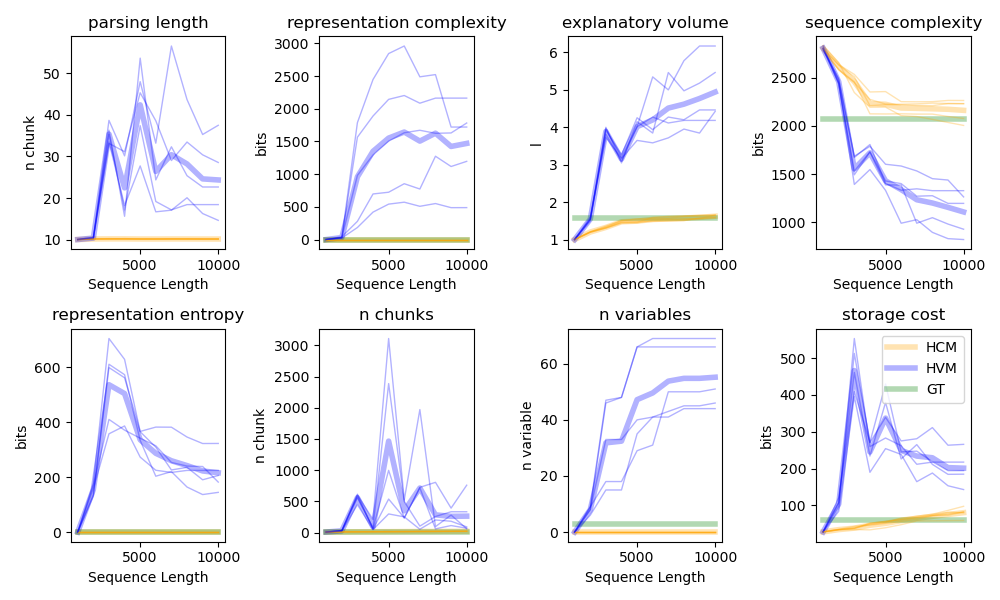 parsing length
representation complexity
explanatory volume
sequence complexity
n chunk
50
40
30
20
10
5000
10000
Sequence Length
bits
3000
2500
2000
1500
1000
500
0
5000
10000
Sequence Length
l
6
5
4
3
2
1
5000
10000
Sequence Length
bits
2500
2000
1500
1000
5000
10000
Sequence Length
representation entropy
n chunks
n variables
storage cost
bits
600
400
200
0
5000
10000
Sequence Length
n chunk
3000
2500
2000
1500
1000
500
0
5000
10000
Sequence Length
n variable
60
40
20
0
5000
10000
Sequence Length
bits
500
400
300
200
100
5000
10000
Sequence Length
HCM
HVM
GT